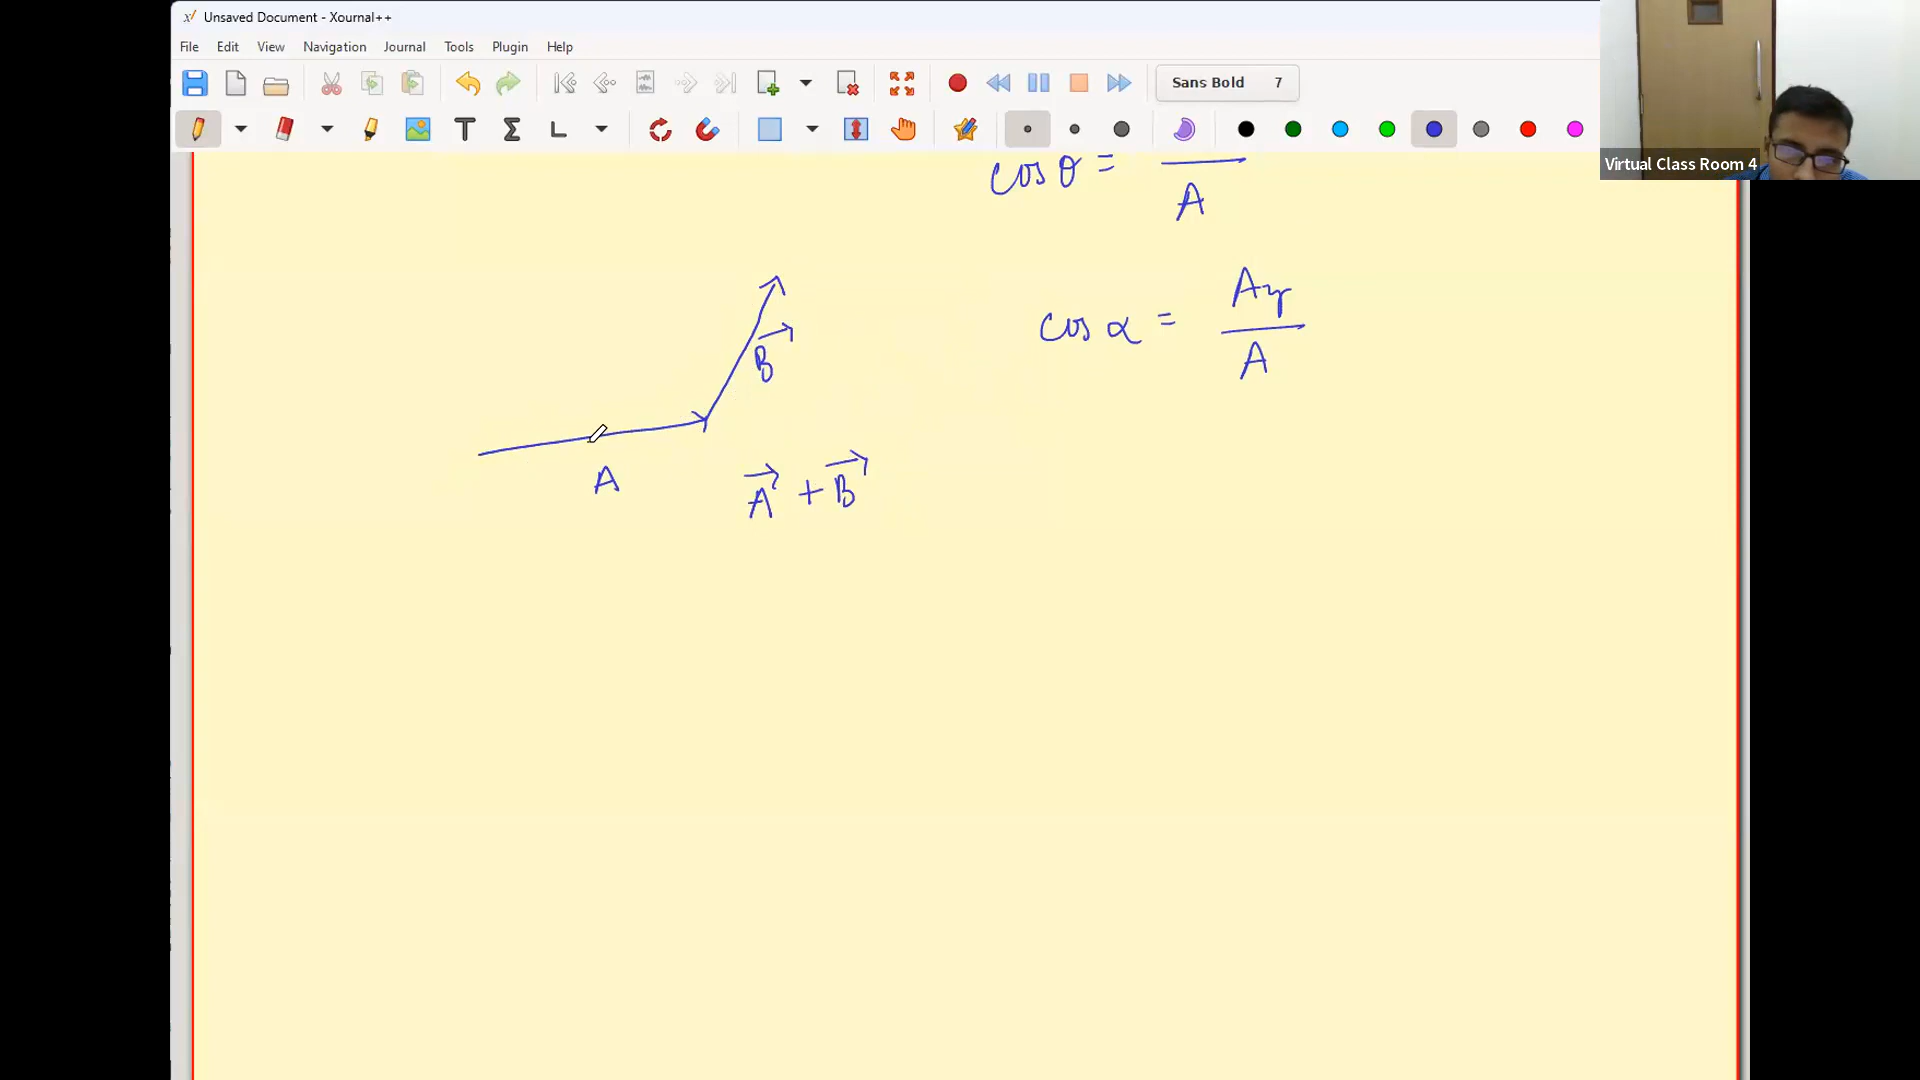 Unsaved Document - Xournal++
File Edit View Navigation Journal Tools Plugin Help
Sans Bold 7
Virtual Class Room 4
cos θ = 
A
cos α = Ay
A
B⃗
A
A⃗ + B⃗